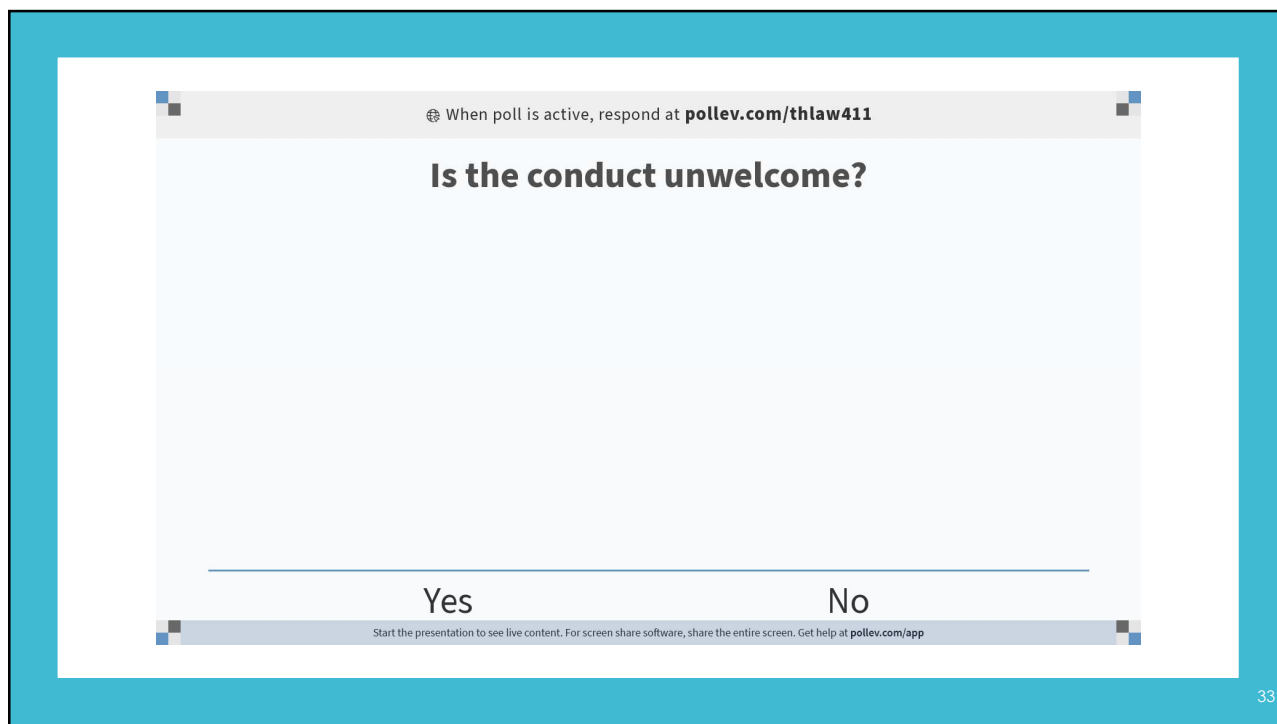 When poll is active, respond at pollev.com/thlaw411
Is the conduct unwelcome?
Yes No
Start the presentation to see live content. For screen share software, share the entire screen. Get help at pollev.com/app
33